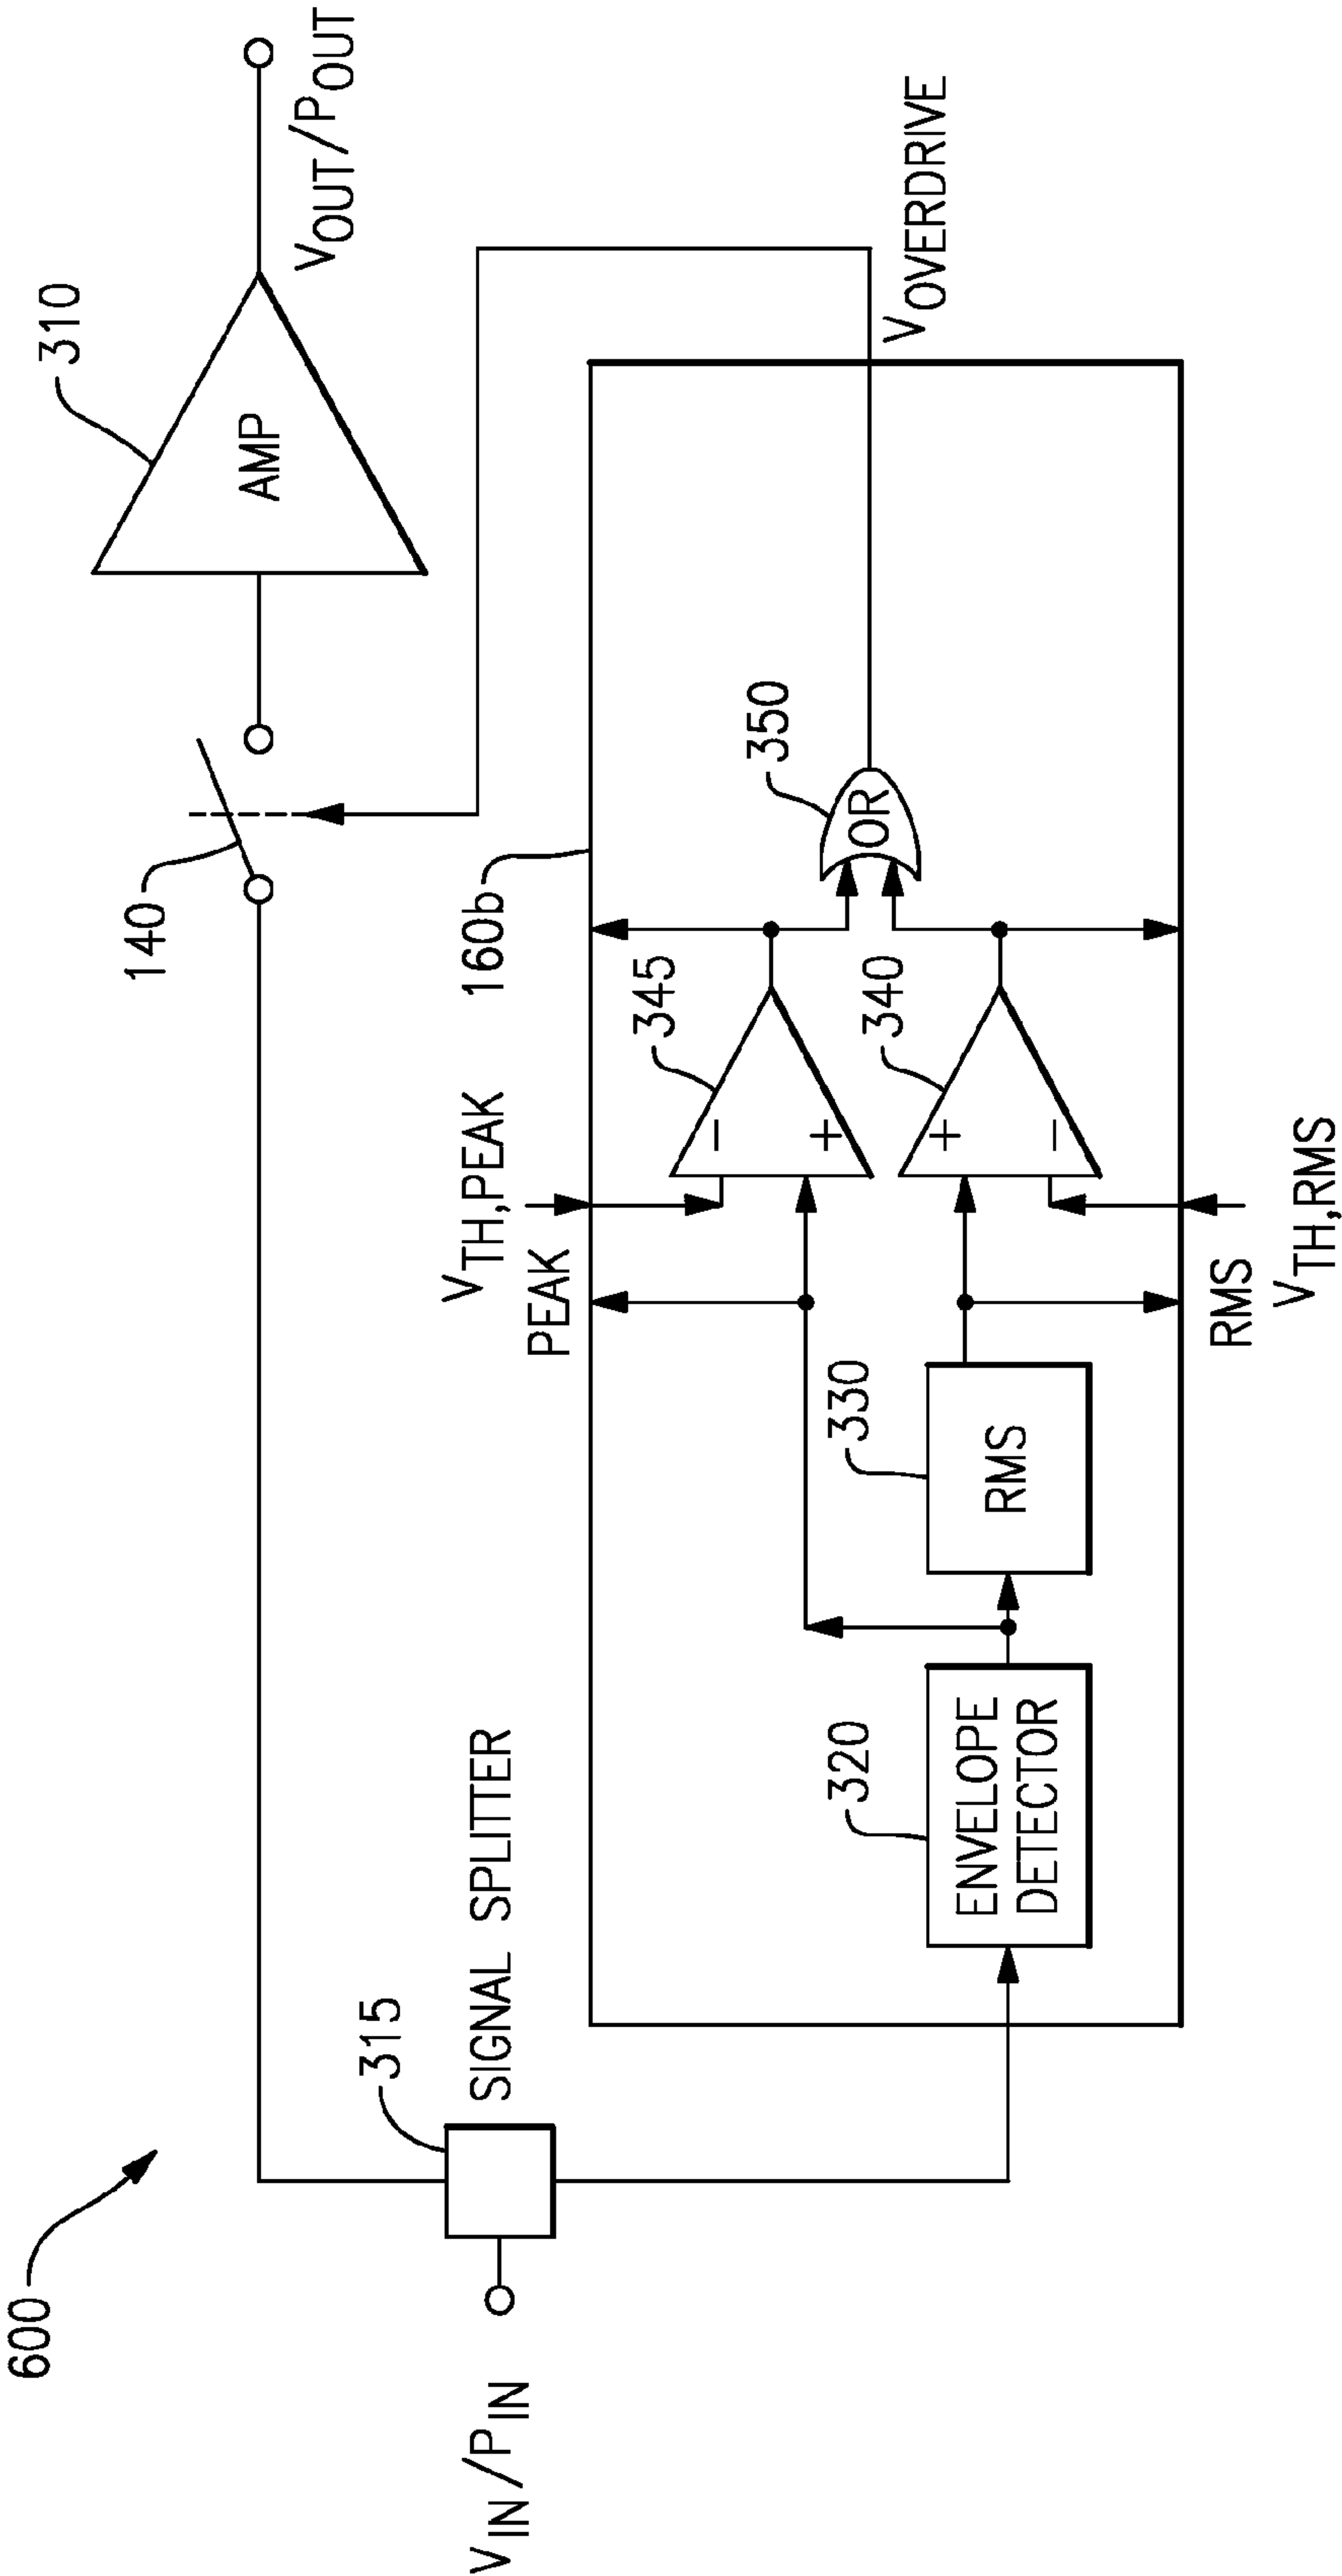 600
V_IN/P_IN
315
SIGNAL SPLITTER
140
310
AMP
V_OUT/P_OUT
160b
V_TH,PEAK
PEAK
345
−
+
350
OR
V_OVERDRIVE
320
ENVELOPE
DETECTOR
330
RMS
340
+
−
RMS
V_TH,RMS